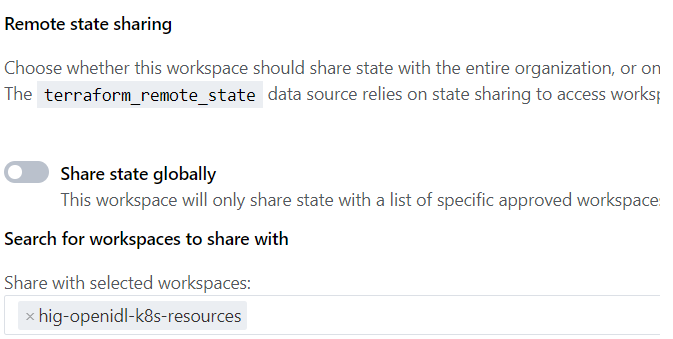 Remote state sharing
Choose whether this workspace should share state with the entire organization, or on
The terraform_remote_state data source relies on state sharing to access worksp
Share state globally
This workspace will only share state with a list of specific approved workspace
Search for workspaces to share with
Share with selected workspaces:
× hig-openidl-k8s-resources